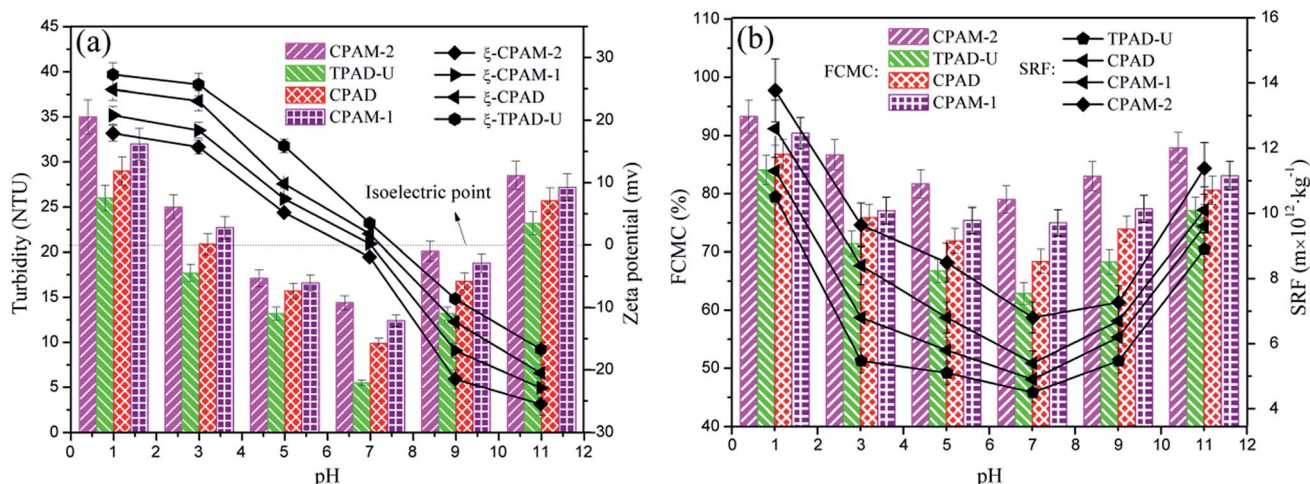 (a)
CPAM-2
TPAD-U
CPAD
CPAM-1
ξ-CPAM-2
ξ-CPAM-1
ξ-CPAD
ξ-TPAD-U
Isoelectric point
Turbidity (NTU)
45
40
35
30
25
20
15
10
5
0
Zeta potential (mv)
30
20
10
0
10
20
30
0
2
4
6
8
10
12
1
3
5
7
9
11
pH
(b)
FCMC:
CPAM-2
TPAD-U
CPAD
CPAM-1
SRF:
TPAD-U
CPAD
CPAM-1
CPAM-2
FCMC (%)
110
100
90
80
70
60
50
40
SRF (m×10¹²·kg⁻¹)
16
14
12
10
8
6
4
0
2
4
6
8
10
12
1
3
5
7
9
11
pH